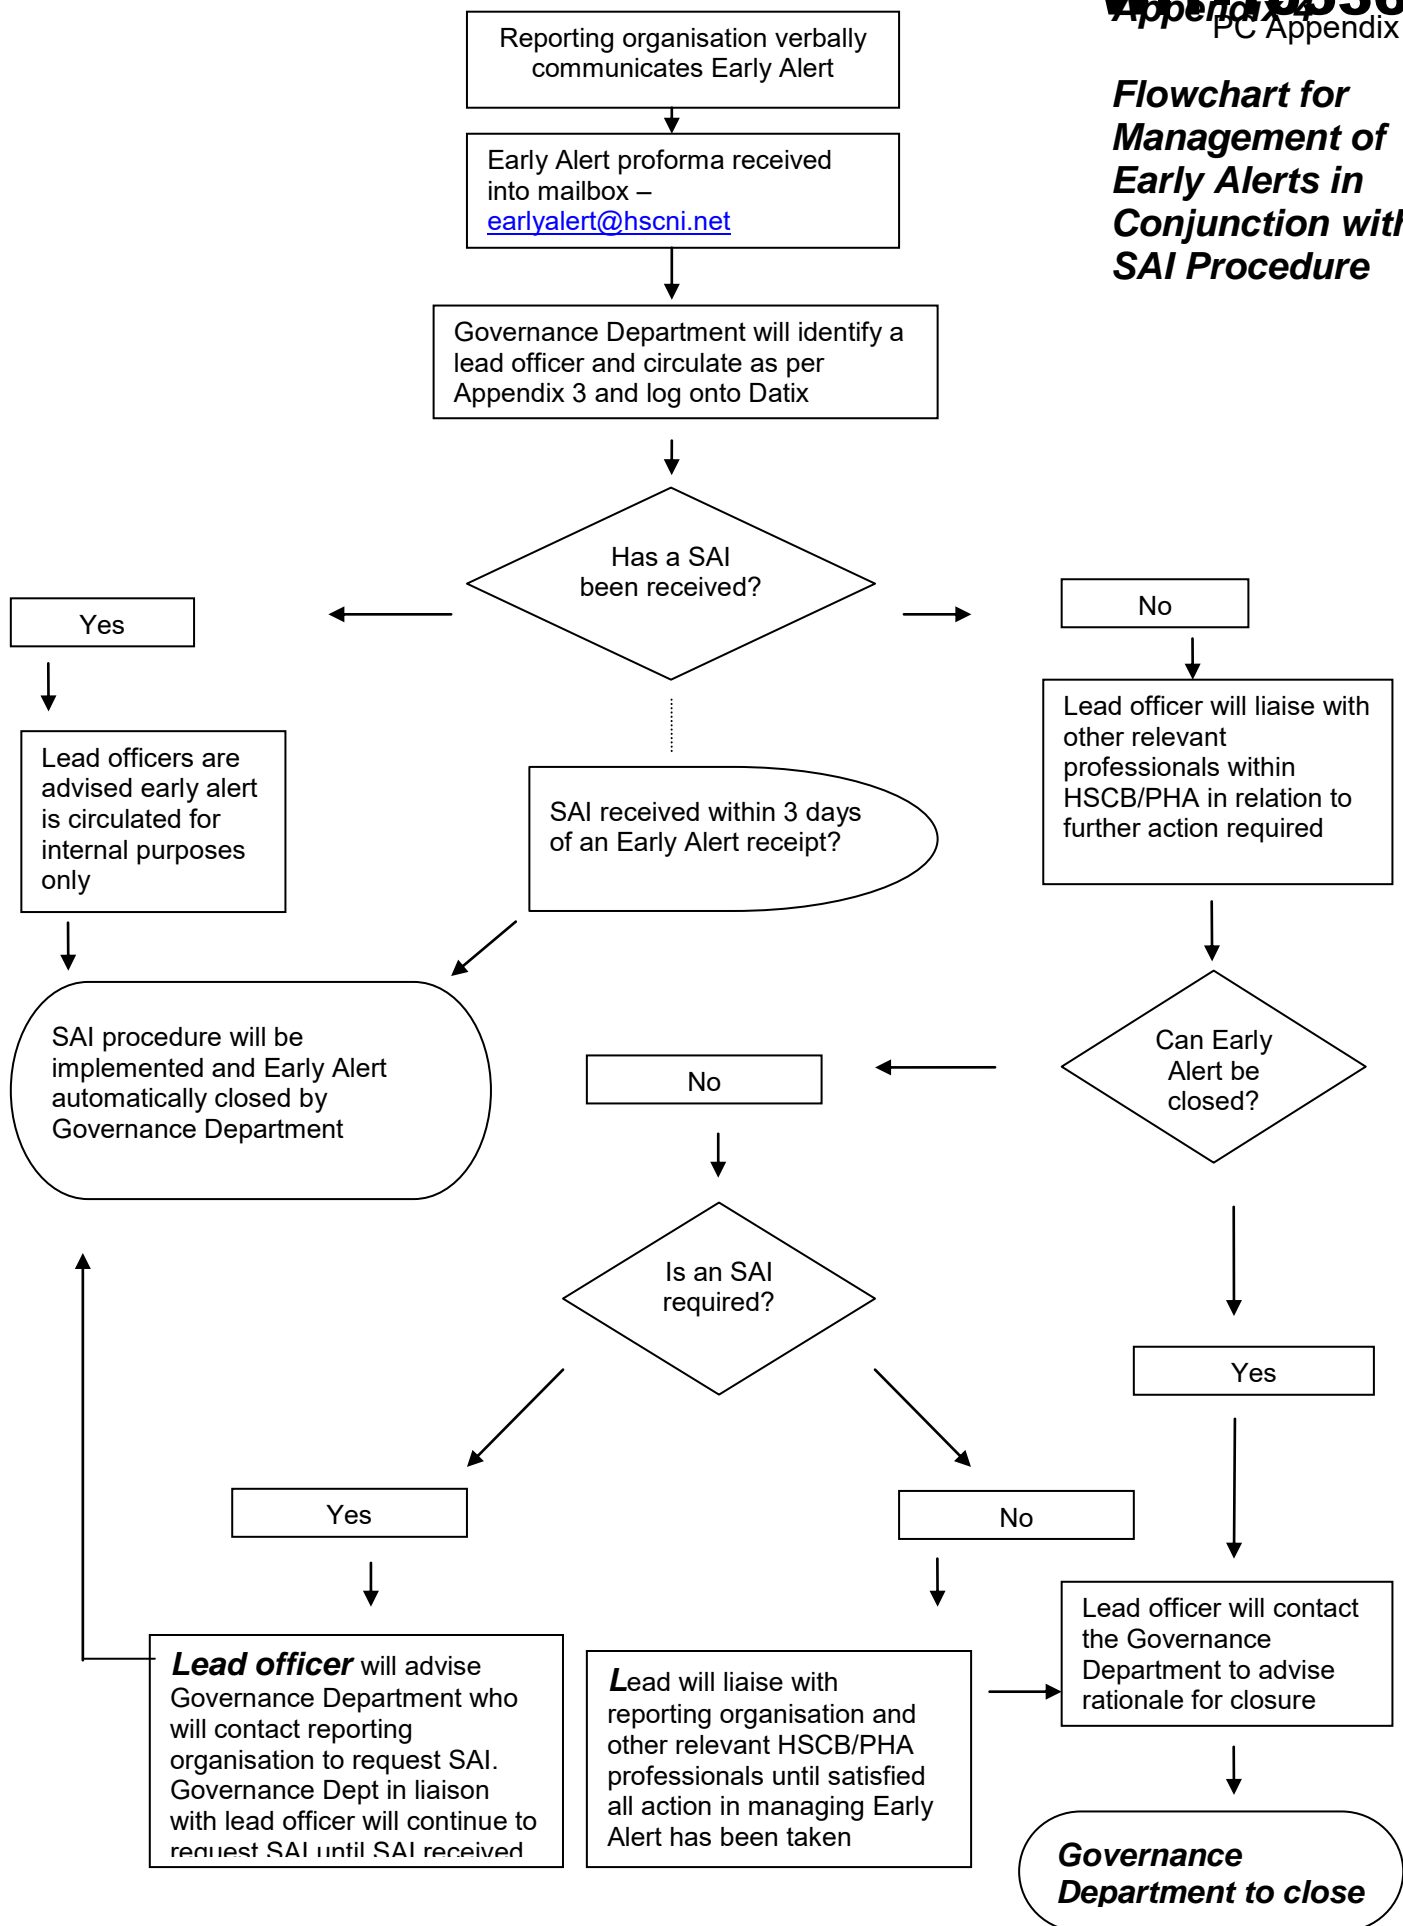 Appendix 4
PC Appendix
Flowchart for
Management of
Early Alerts in
Conjunction with
SAI Procedure
Reporting organisation verbally
communicates Early Alert
Early Alert proforma received
into mailbox –
earlyalert@hscni.net
Governance Department will identify a
lead officer and circulate as per
Appendix 3 and log onto Datix
Has a SAI
been received?
Yes
No
Lead officers are
advised early alert
is circulated for
internal purposes
only
SAI received within 3 days
of an Early Alert receipt?
Lead officer will liaise with
other relevant
professionals within
HSCB/PHA in relation to
further action required
SAI procedure will be
implemented and Early Alert
automatically closed by
Governance Department
Can Early
Alert be
closed?
No
Is an SAI
required?
Yes
Yes
No
Lead officer will advise
Governance Department who
will contact reporting
organisation to request SAI.
Governance Dept in liaison
with lead officer will continue to
request SAI until SAI received
Lead will liaise with
reporting organisation and
other relevant HSCB/PHA
professionals until satisfied
all action in managing Early
Alert has been taken
Lead officer will contact
the Governance
Department to advise
rationale for closure
Governance
Department to close